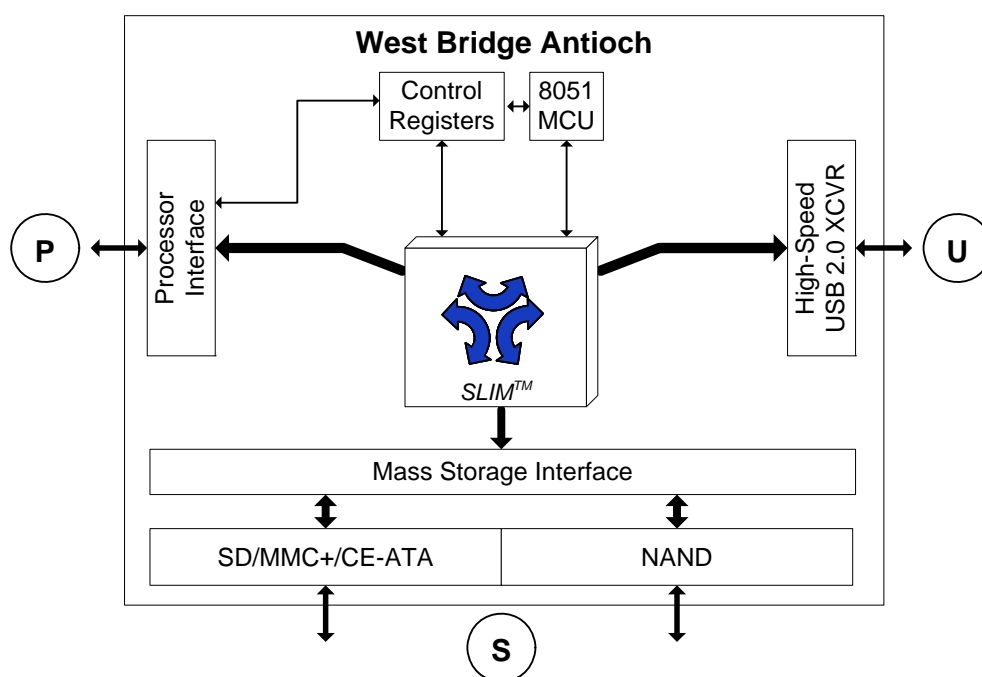 West Bridge Antioch
Control
Registers
8051
MCU
P
Processor
Interface
High-Speed
USB 2.0 XCVR
U
SLIM™
Mass Storage Interface
SD/MMC+/CE-ATA
NAND
S